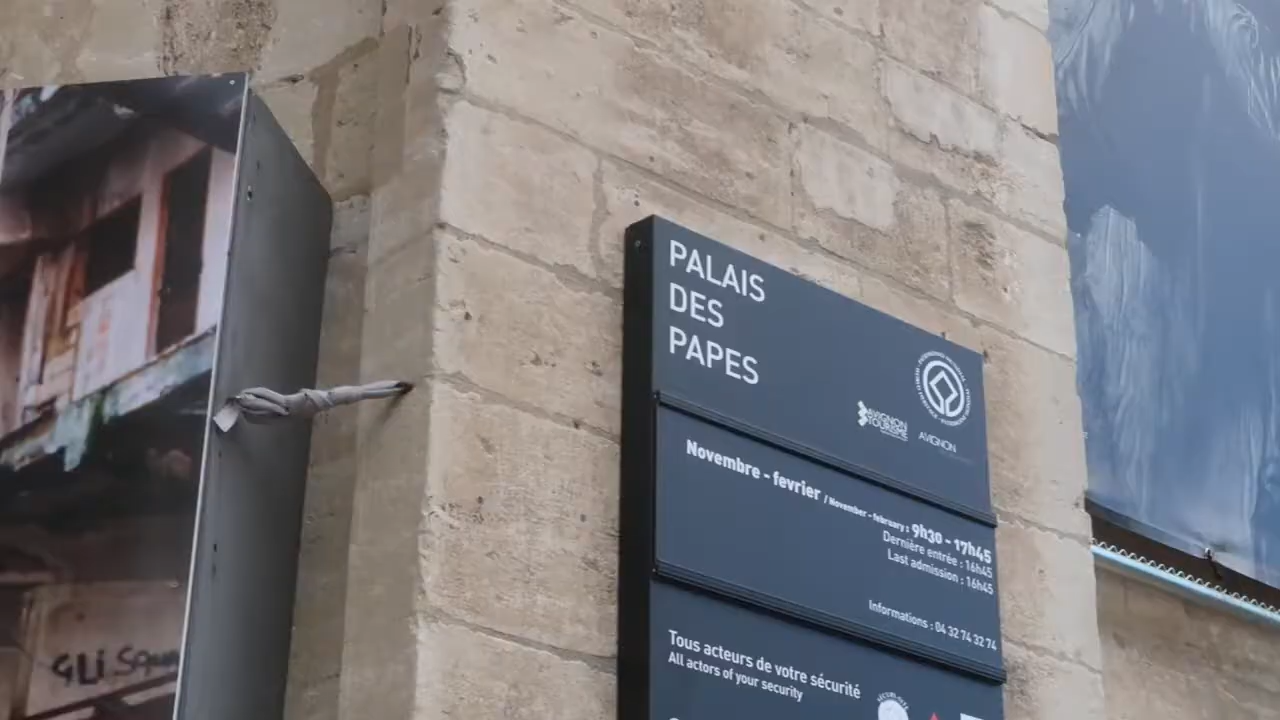 PALAIS
DES
PAPES
AVIGNON
TOURISME
AVIGNON
Novembre - fevrier / November - february : 9h30 - 17h45
Dernière entrée : 16h45
Last admission : 16h45
Informations : 04 32 74 32 74
Tous acteurs de votre sécurité
All actors of your security
GLI